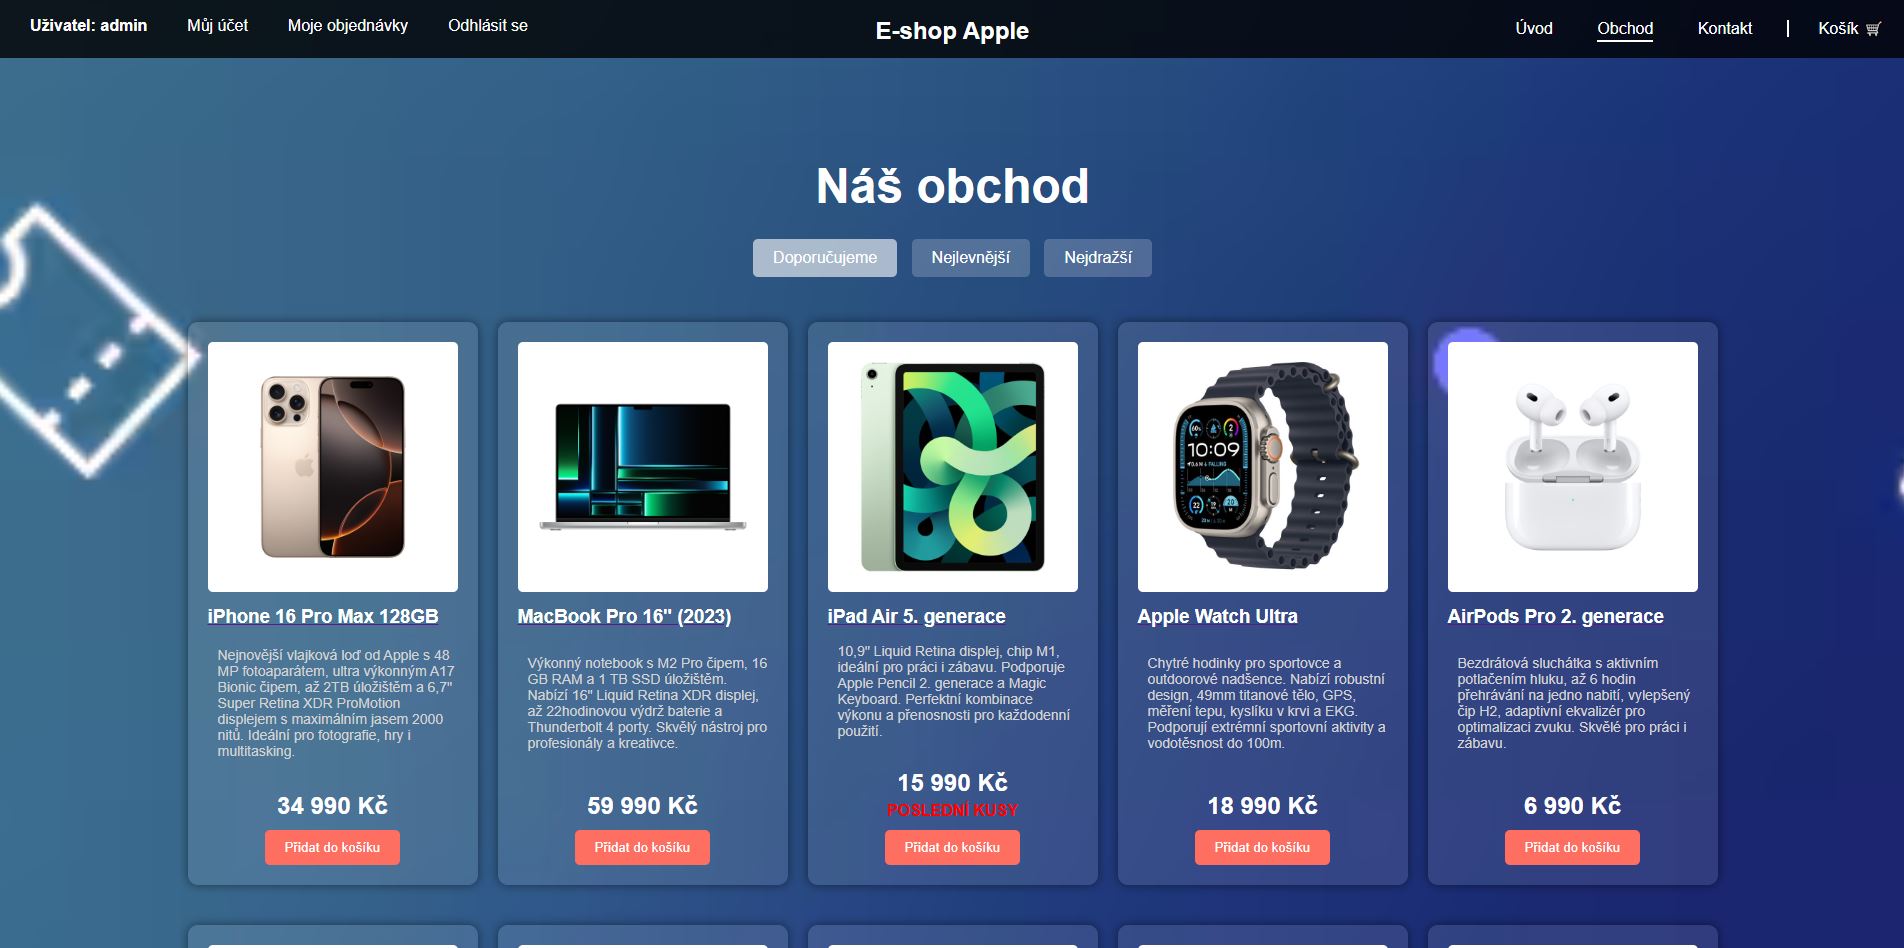 Uživatel: admin
Můj účet
Moje objednávky
Odhlásit se
E-shop Apple
Úvod
Obchod
Kontakt
|
Košík
Náš obchod
Doporučujeme
Nejlevnější
Nejdražší
iPhone 16 Pro Max 128GB
Nejnovější vlajková loď od Apple s 48
MP fotoaparátem, ultra výkonným A17
Bionic čipem, až 2TB úložištěm a 6,7"
Super Retina XDR ProMotion
displejem s maximálním jasem 2000
nitů. Ideální pro fotografie, hry i
multitasking.
34 990 Kč
Přidat do košíku
MacBook Pro 16" (2023)
Výkonný notebook s M2 Pro čipem, 16
GB RAM a 1 TB SSD úložištěm.
Nabízí 16" Liquid Retina XDR displej,
až 22hodinovou výdrž baterie a
Thunderbolt 4 porty. Skvělý nástroj pro
profesionály a kreativce.
59 990 Kč
Přidat do košíku
iPad Air 5. generace
10,9" Liquid Retina displej, chip M1,
ideální pro práci i zábavu. Podporuje
Apple Pencil 2. generace a Magic
Keyboard. Perfektní kombinace
výkonu a přenosnosti pro každodenní
použití.
15 990 Kč
POSLEDNÍ KUSY
Přidat do košíku
10:09
Apple Watch Ultra
Chytré hodinky pro sportovce a
outdoorové nadšence. Nabízí robustní
design, 49mm titanové tělo, GPS,
měření tepu, kyslíku v krvi a EKG.
Podporují extrémní sportovní aktivity a
vodotěsnost do 100m.
18 990 Kč
Přidat do košíku
AirPods Pro 2. generace
Bezdrátová sluchátka s aktivním
potlačením hluku, až 6 hodin
přehrávání na jedno nabití, vylepšený
čip H2, adaptivní ekvalizér pro
optimalizaci zvuku. Skvělé pro práci i
zábavu.
6 990 Kč
Přidat do košíku